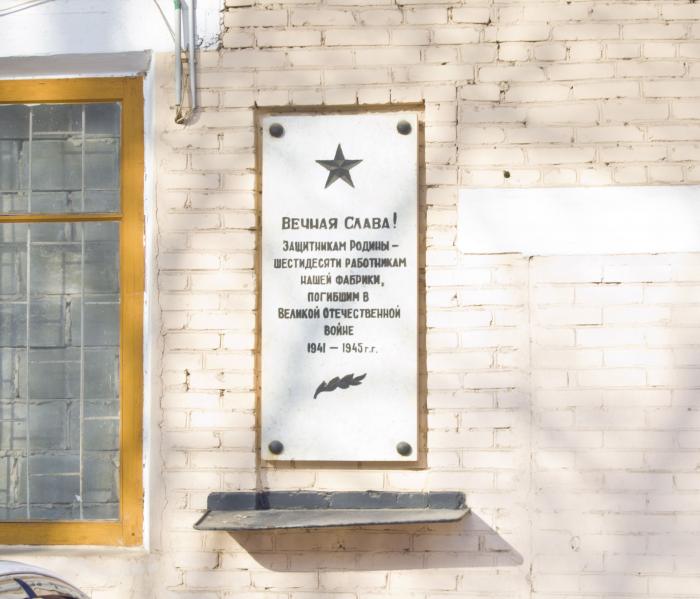 Вечная Слава!
Защитникам Родины –
шестидесяти работникам
нашей фабрики,
погибшим в
Великой Отечественной
войне
1941 – 1945 г.г.